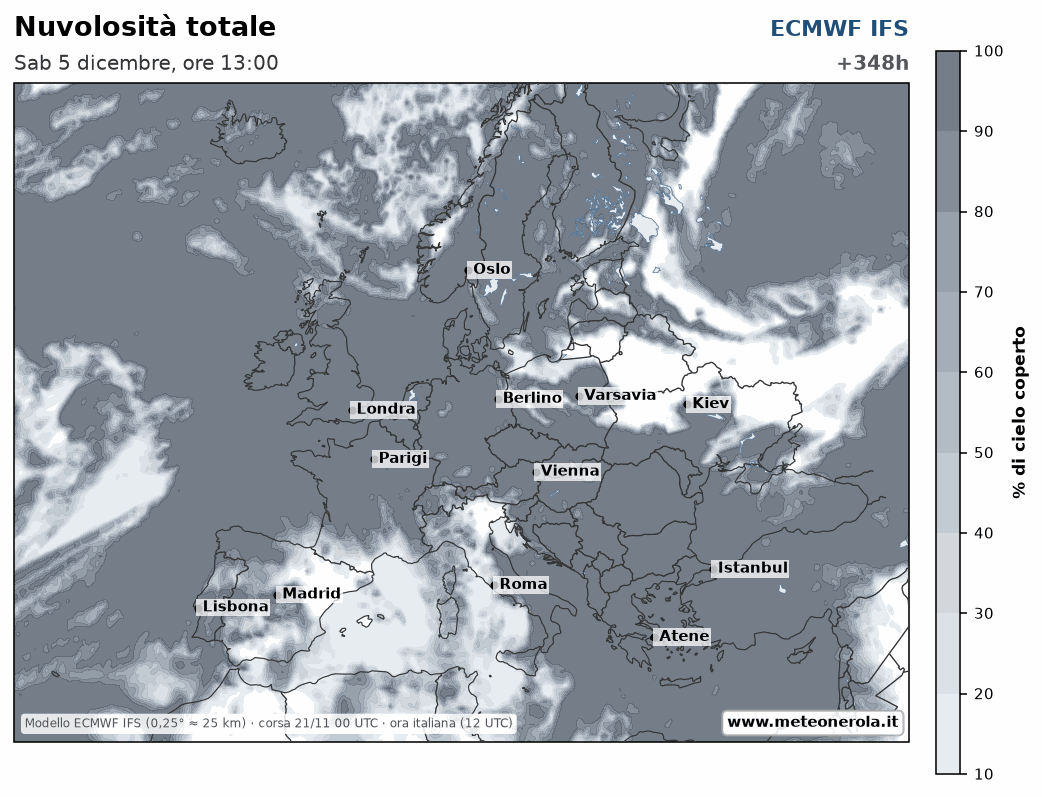 Nuvolosità totale
ECMWF IFS
Sab 5 dicembre, ore 13:00
+348h
100
90
80
70
60
50
40
30
20
10
% di cielo coperto
Oslo
Londra
Berlino
Varsavia
Kiev
Parigi
Vienna
Istanbul
Roma
Madrid
Lisbona
Atene
Modello ECMWF IFS (0,25° ≈ 25 km) · corsa 21/11 00 UTC · ora italiana (12 UTC)
www.meteonerola.it